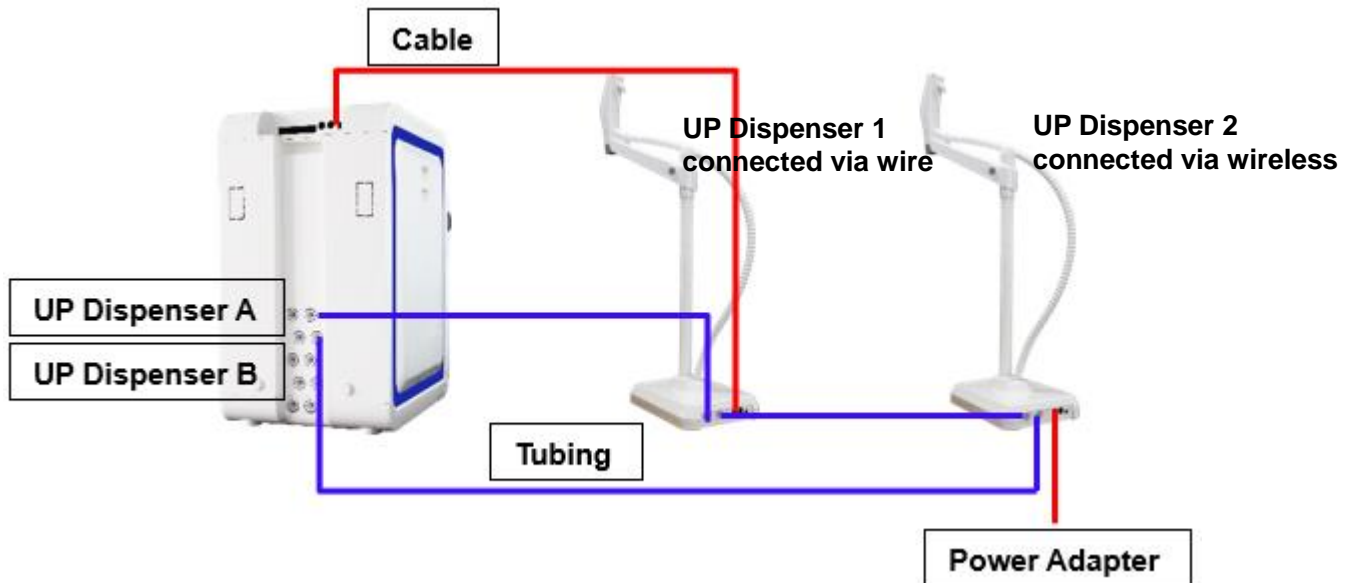 Cable
UP Dispenser 1
connected via wire
UP Dispenser 2
connected via wireless
UP Dispenser A
UP Dispenser B
Tubing
Power Adapter